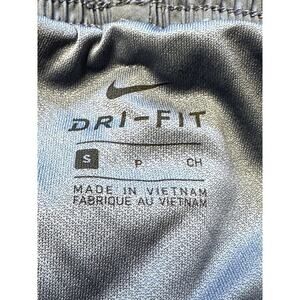 DRI-FIT
S P CH
MADE IN VIETNAM
FABRIQUE AU VIETNAM